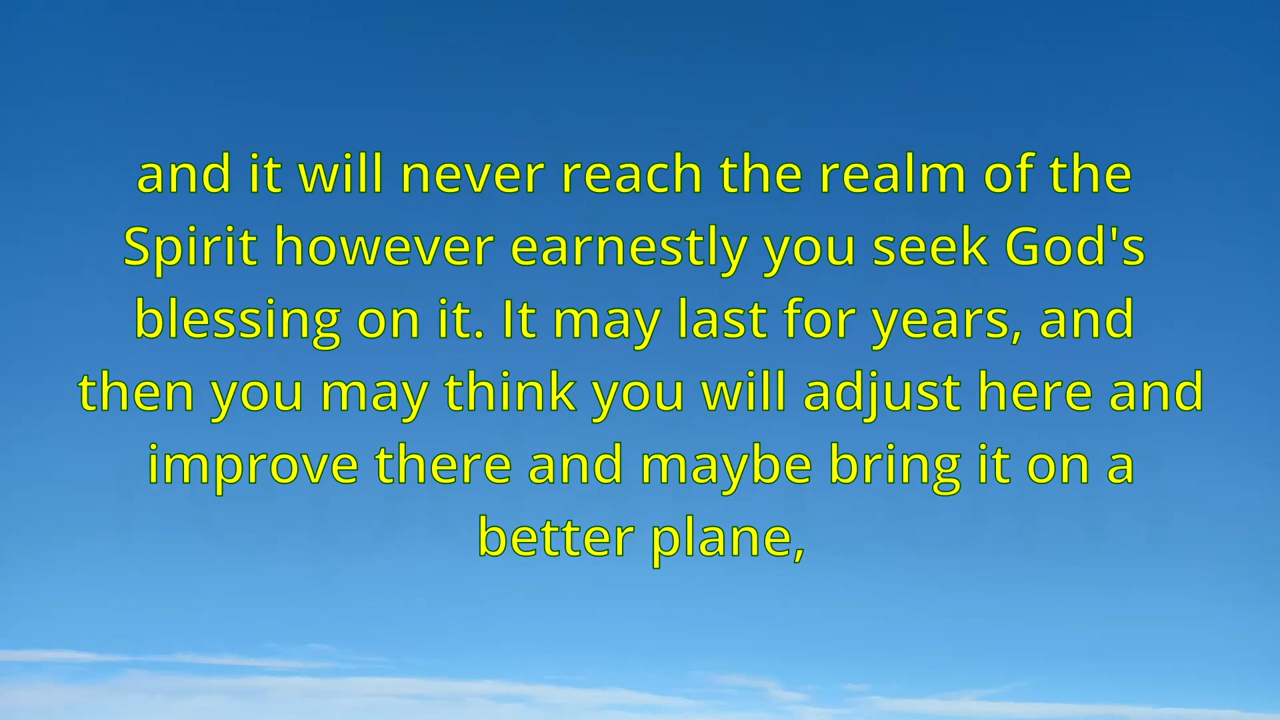 and it will never reach the realm of the
Spirit however earnestly you seek God's
blessing on it. It may last for years, and
then you may think you will adjust here and
improve there and maybe bring it on a
better plane,